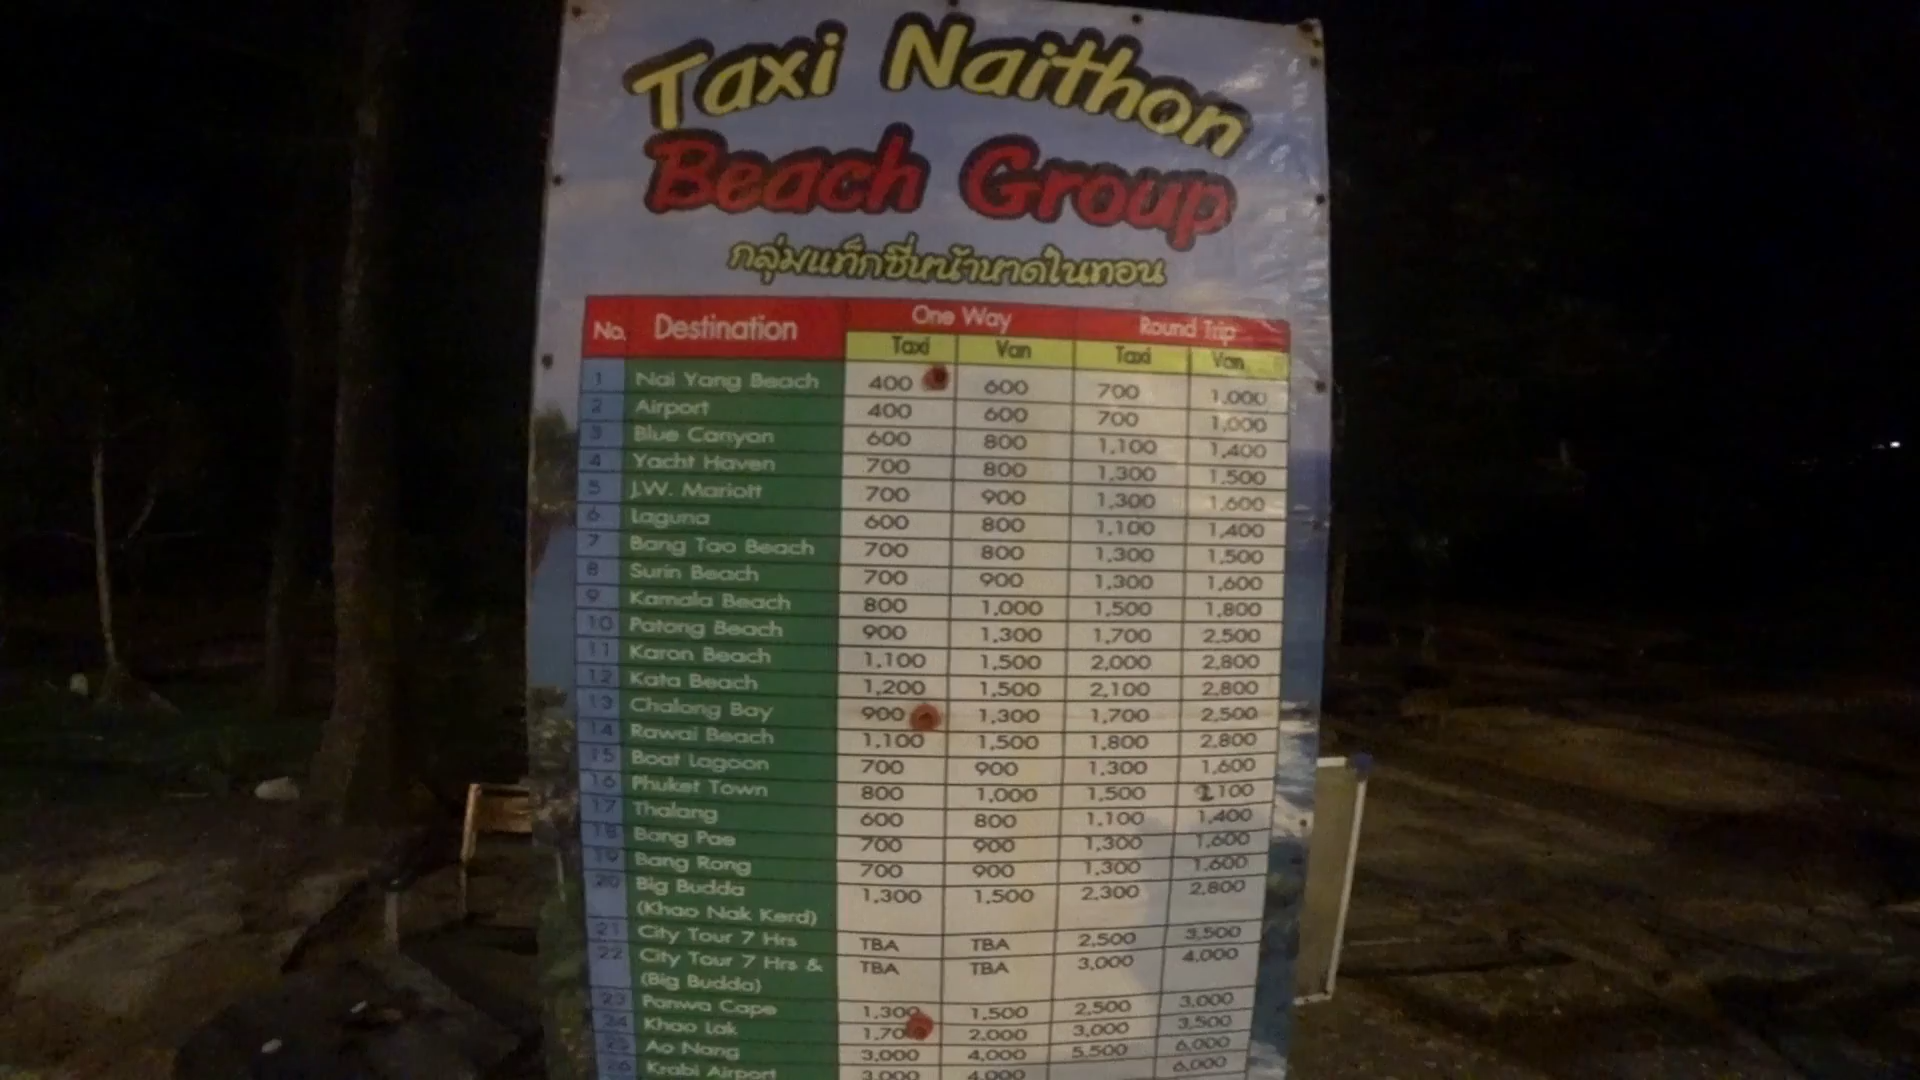 Taxi Naithon
Beach Group
กลุ่มแท็กซี่หน้าหาดในทอน
No. Destination One Way Round Trip
Taxi Van Taxi Van
1 Nai Yang Beach 400 600 700 1,000
2 Airport 400 600 700 1,000
3 Blue Canyon 600 800 1,100 1,400
4 Yacht Haven 700 800 1,300 1,500
5 J.W. Mariott 700 900 1,300 1,600
6 Laguna 600 800 1,100 1,400
7 Bang Tao Beach 700 800 1,300 1,500
8 Surin Beach 700 900 1,300 1,600
9 Kamala Beach 800 1,000 1,500 1,800
10 Patong Beach 900 1,300 1,700 2,500
11 Karon Beach 1,100 1,500 2,000 2,800
12 Kata Beach 1,200 1,500 2,100 2,800
13 Chalong Bay 900 1,300 1,700 2,500
14 Rawai Beach 1,100 1,500 1,800 2,800
15 Boat Lagoon 700 900 1,300 1,600
16 Phuket Town 800 1,000 1,500 2,100
17 Thalang 600 800 1,100 1,400
18 Bang Pae 700 900 1,300 1,600
19 Bang Rong 700 900 1,300 1,600
20 Big Budda 1,300 1,500 2,300 2,800
(Khao Nak Kerd)
21 City Tour 7 Hrs TBA TBA 2,500 3,500
22 City Tour 7 Hrs & TBA TBA 3,000 4,000
(Big Budda)
23 Panwa Cape 1,300 1,500 2,500 3,000
24 Khao Lak 1,700 2,000 3,000 3,500
25 Ao Nang 3,000 4,000 5,500 6,000
26 Krabi Airport 3,000 4,000 6,000